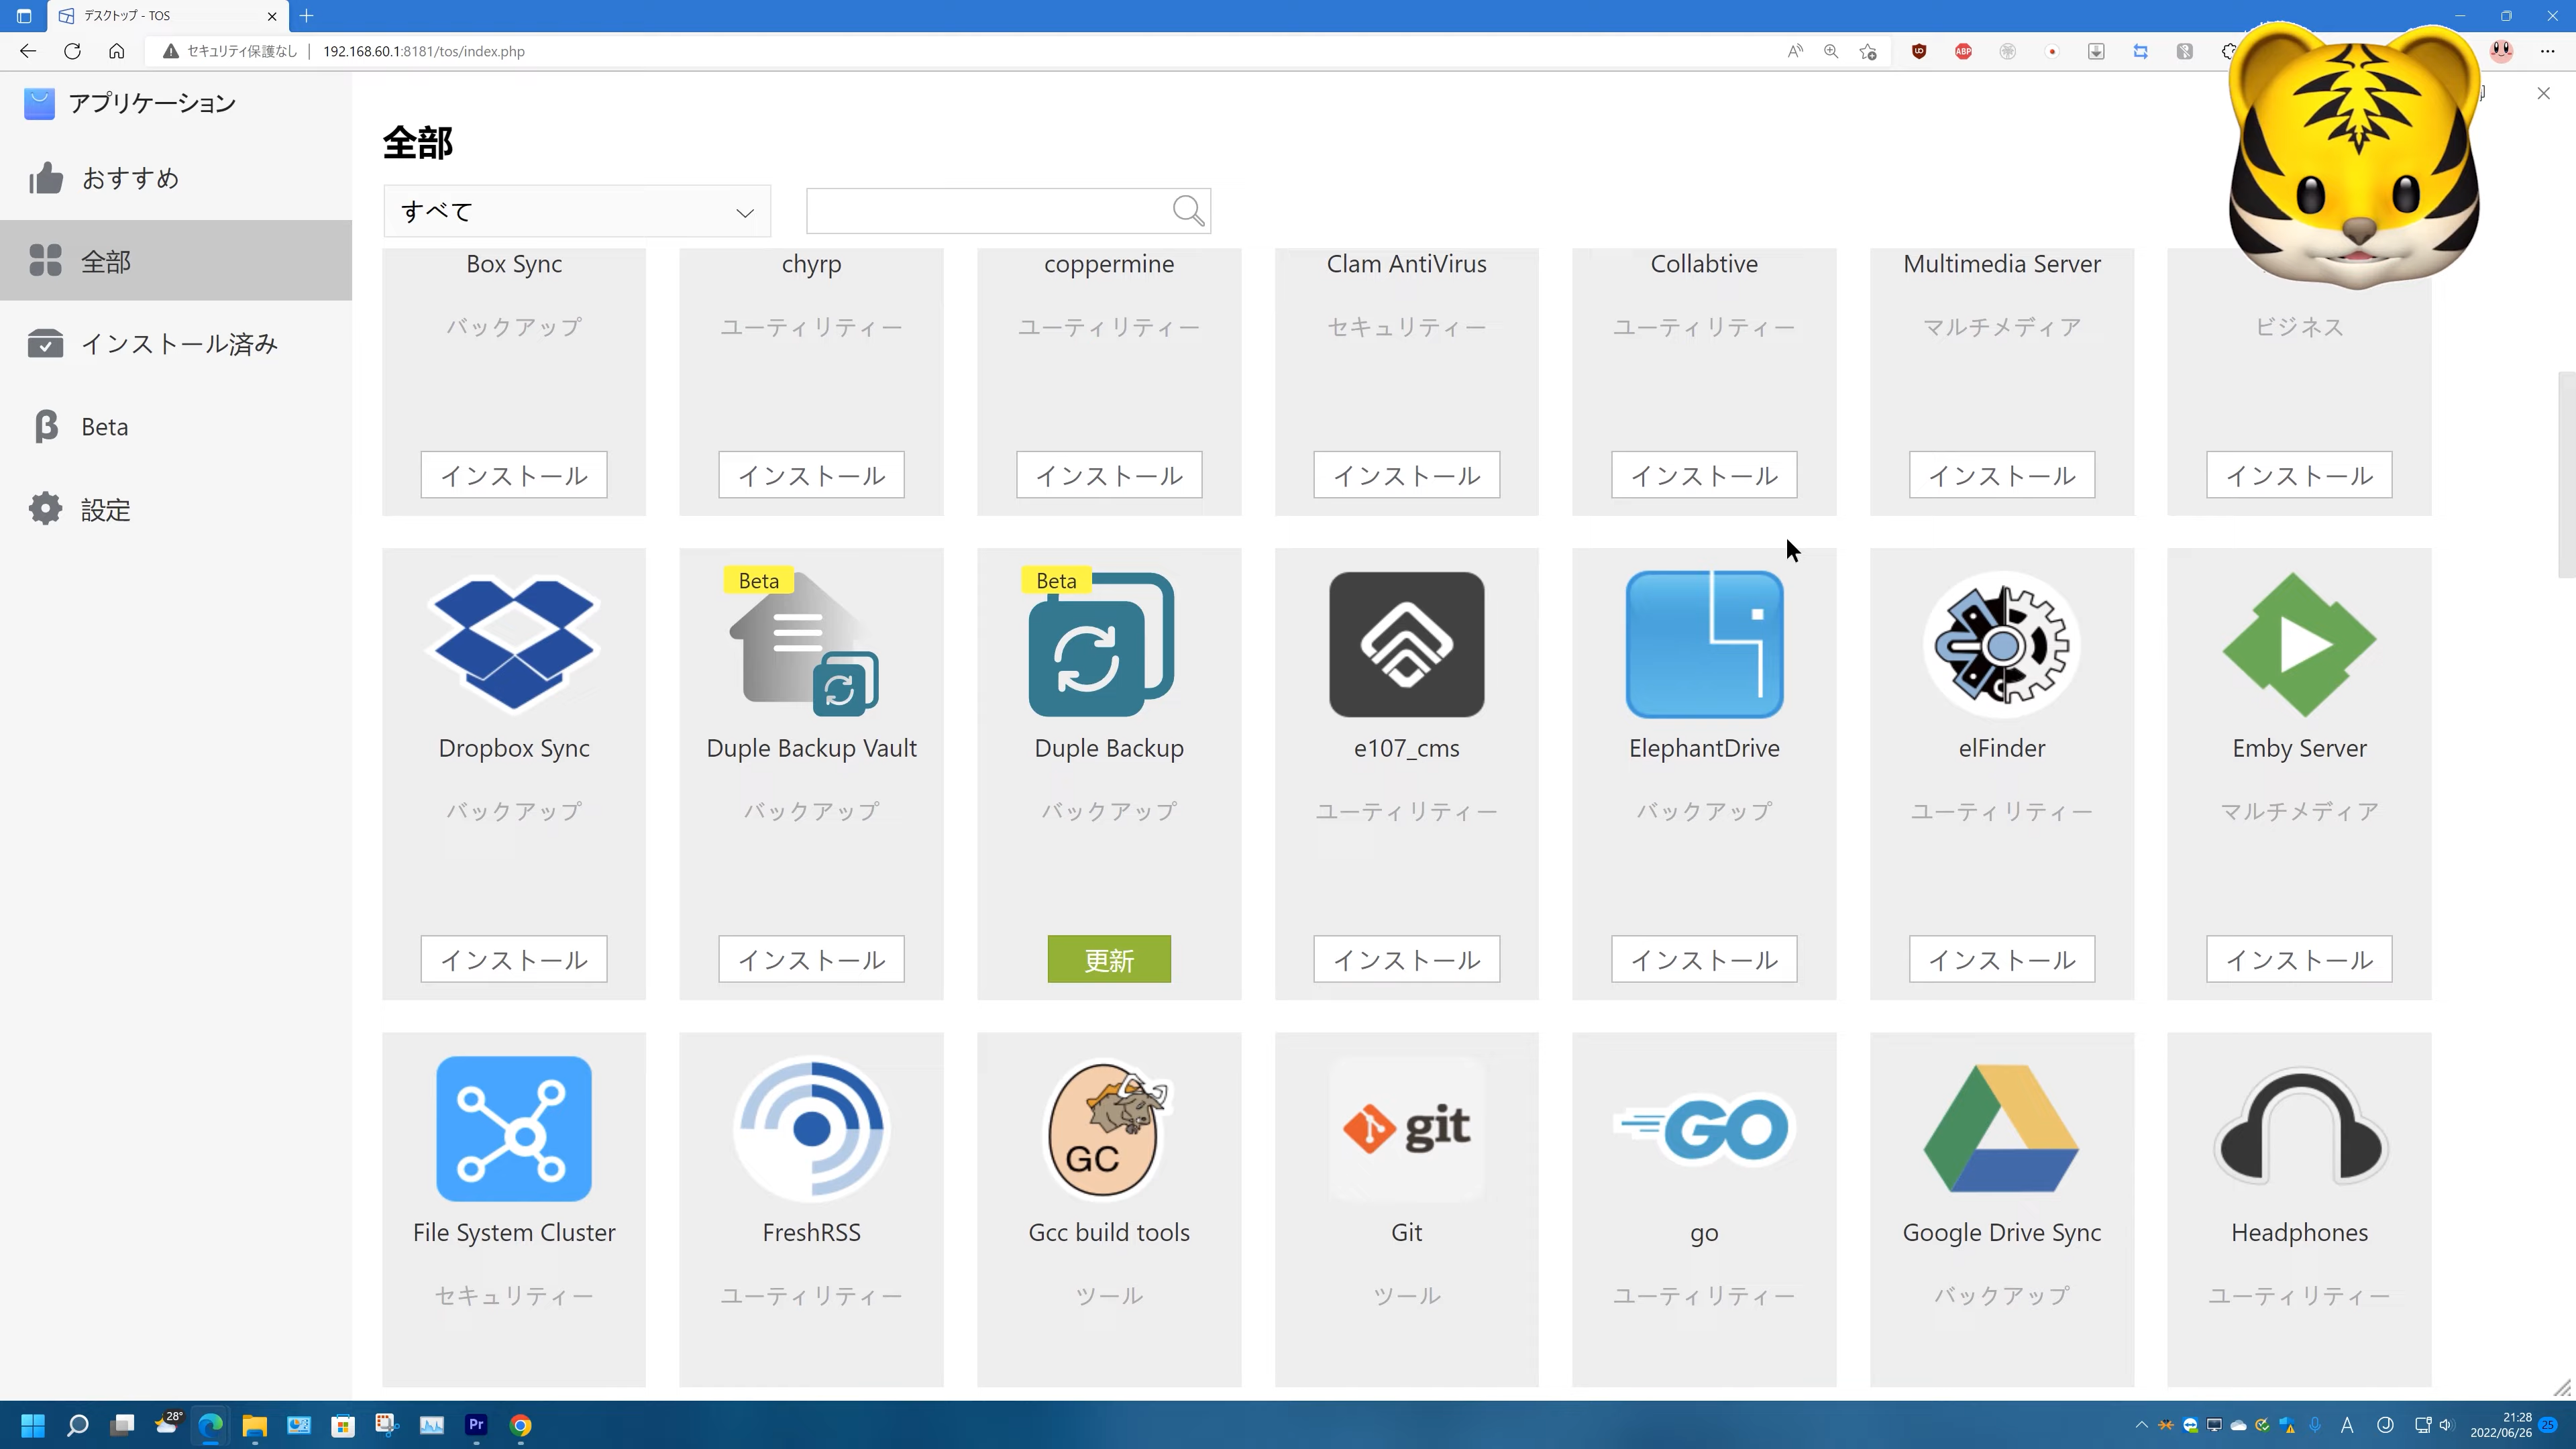 デスクトップ - TOS
セキュリティ保護なし
192.168.60.1:8181/tos/index.php
ABP
アプリケーション
おすすめ
全部
インストール済み
Beta
設定
全部
すべて
Box Sync
chyrp
coppermine
Clam AntiVirus
Collabtive
Multimedia Server
バックアップ
ユーティリティー
ユーティリティー
セキュリティー
ユーティリティー
マルチメディア
ビジネス
インストール
インストール
インストール
インストール
インストール
インストール
インストール
Beta
Beta
Dropbox Sync
Duple Backup Vault
Duple Backup
e107_cms
ElephantDrive
elFinder
Emby Server
バックアップ
バックアップ
バックアップ
ユーティリティー
バックアップ
ユーティリティー
マルチメディア
インストール
インストール
更新
インストール
インストール
インストール
インストール
GC
git
GO
File System Cluster
FreshRSS
Gcc build tools
Git
go
Google Drive Sync
Headphones
セキュリティー
ユーティリティー
ツール
ツール
ユーティリティー
バックアップ
ユーティリティー
28°
Pr
A
21:28
2022/06/26
25